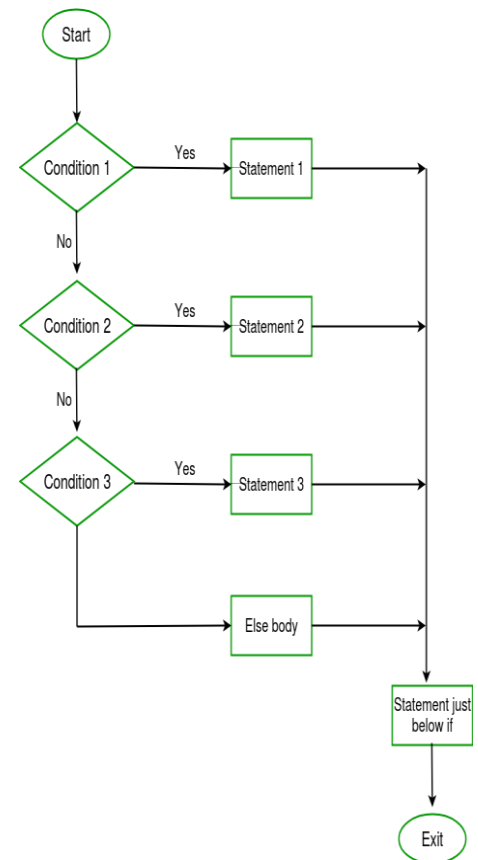 Start
Condition 1
Yes
Statement 1
No
Condition 2
Yes
Statement 2
No
Condition 3
Yes
Statement 3
Else body
Statement just
below if
Exit